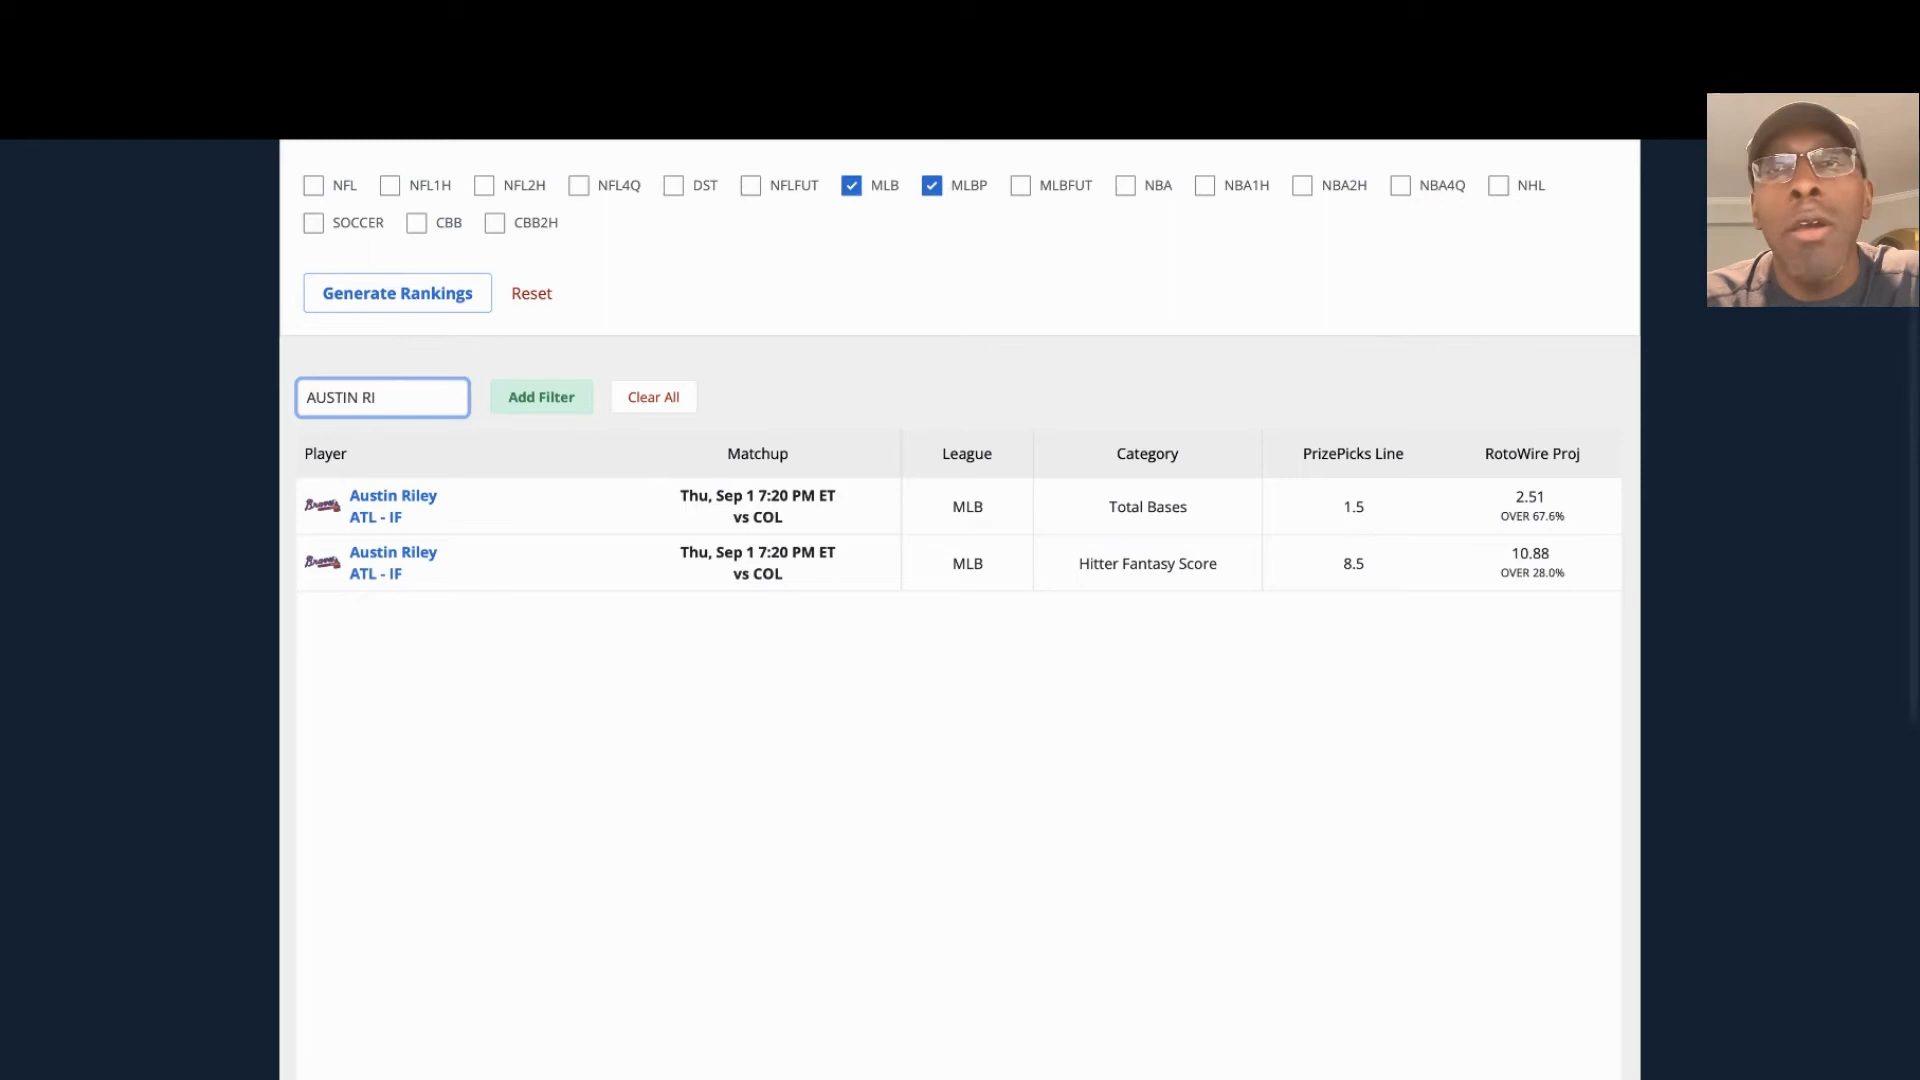 NFL NFL1H NFL2H NFL4Q DST NFLFUT MLB MLBP MLBFUT NBA NBA1H NBA2H NBA4Q NHL
SOCCER CBB CBB2H
Generate Rankings Reset
AUSTIN RI Add Filter Clear All
Player Matchup League Category PrizePicks Line RotoWire Proj
Braves Austin Riley Thu, Sep 1 7:20 PM ET MLB Total Bases 1.5 2.51
ATL - IF vs COL OVER 67.6%
Braves Austin Riley Thu, Sep 1 7:20 PM ET MLB Hitter Fantasy Score 8.5 10.88
ATL - IF vs COL OVER 28.0%